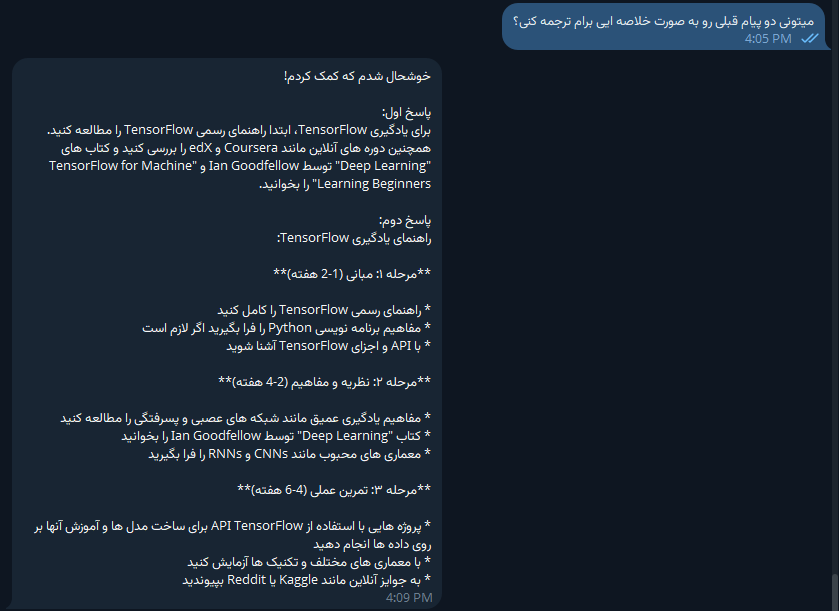 میتونی دو پیام قبلی رو به صورت خلاصه ایی برام ترجمه کنی؟
4:05 PM
خوشحال شدم که کمک کردم!
پاسخ اول:
برای یادگیری TensorFlow، ابتدا راهنمای رسمی TensorFlow را مطالعه کنید.
همچنین دوره های آنلاین مانند Coursera و edX را بررسی کنید و کتاب های
"Deep Learning" توسط Ian Goodfellow و "TensorFlow for Machine
Learning Beginners" را بخوانید.
پاسخ دوم:
راهنمای یادگیری TensorFlow:
**مرحله ۱: مبانی (1-2 هفته)**
* راهنمای رسمی TensorFlow را کامل کنید
* مفاهیم برنامه نویسی Python را فرا بگیرید اگر لازم است
* با API و اجزای TensorFlow آشنا شوید
**مرحله ۲: نظریه و مفاهیم (2-4 هفته)**
* مفاهیم یادگیری عمیق مانند شبکه های عصبی و پسرفتگی را مطالعه کنید
* کتاب "Deep Learning" توسط Ian Goodfellow را بخوانید
* معماری های محبوب مانند CNNs و RNNs را فرا بگیرید
**مرحله ۳: تمرین عملی (4-6 هفته)**
* پروژه هایی با استفاده از API TensorFlow برای ساخت مدل ها و آموزش آنها بر
روی داده ها انجام دهید
* با معماری های مختلف و تکنیک ها آزمایش کنید
* به جوایز آنلاین مانند Kaggle یا Reddit بپیوندید
4:09 PM